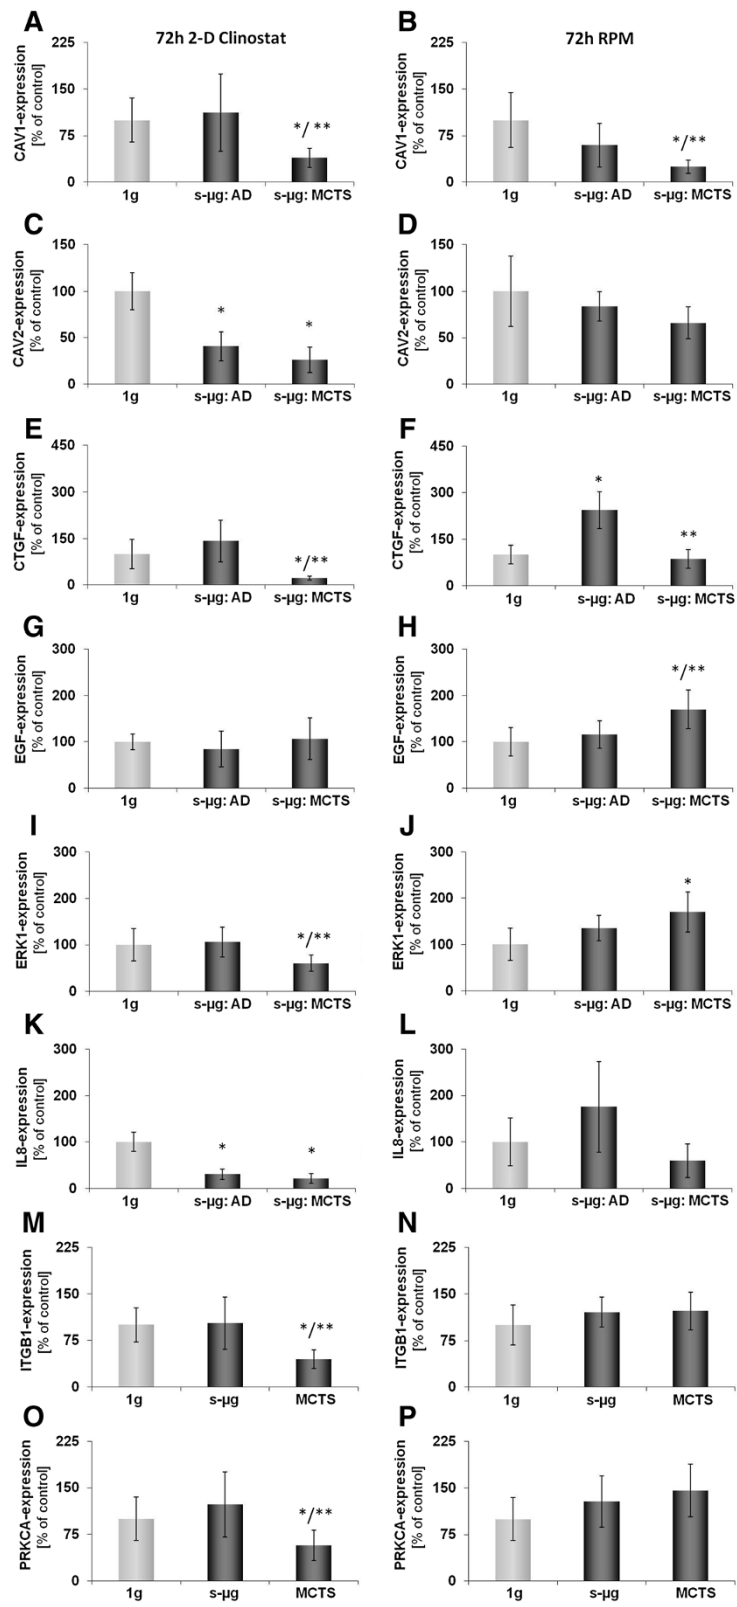 A
72h 2-D Clinostat
CAV1-expression
[% of control]
225
150
75
0
*/**
1g
s-µg: AD
s-µg: MCTS
B
72h RPM
CAV1-expression
[% of control]
225
150
75
0
*/**
1g
s-µg: AD
s-µg: MCTS
C
CAV2-expression
[% of control]
150
100
50
0
*
*
1g
s-µg: AD
s-µg: MCTS
D
CAV2-expression
[% of control]
150
100
50
0
1g
s-µg: AD
s-µg: MCTS
E
CTGF-expression
[% of control]
450
300
150
0
*/**
1g
s-µg: AD
s-µg: MCTS
F
CTGF-expression
[% of control]
450
300
150
0
*
**
1g
s-µg: AD
s-µg: MCTS
G
EGF-expression
[% of control]
300
200
100
0
1g
s-µg: AD
s-µg: MCTS
H
EGF-expression
[% of control]
300
200
100
0
*/**
1g
s-µg: AD
s-µg: MCTS
I
ERK1-expression
[% of control]
300
200
100
0
*/**
1g
s-µg: AD
s-µg: MCTS
J
ERK1-expression
[% of control]
300
200
100
0
*
1g
s-µg: AD
s-µg: MCTS
K
IL8-expression
[% of control]
300
200
100
0
*
*
1g
s-µg: AD
s-µg: MCTS
L
IL8-expression
[% of control]
300
200
100
0
1g
s-µg: AD
s-µg: MCTS
M
ITGB1-expression
[% of control]
225
150
75
0
*/**
1g
s-µg
MCTS
N
ITGB1-expression
[% of control]
225
150
75
0
1g
s-µg
MCTS
O
PRKCA-expression
[% of control]
225
150
75
0
*/**
1g
s-µg
MCTS
P
PRKCA-expression
[% of control]
225
150
75
0
1g
s-µg
MCTS